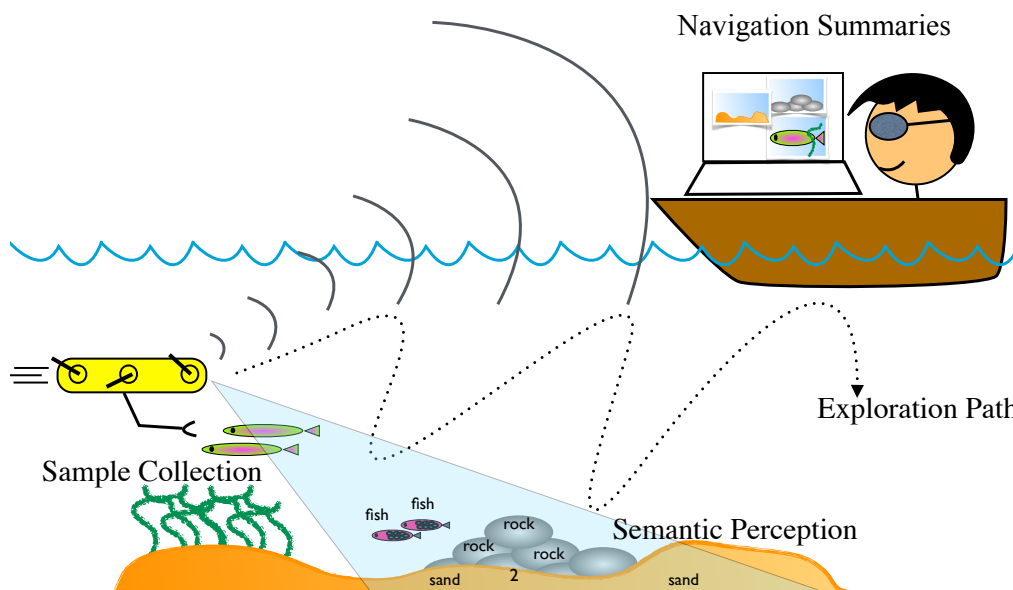 Navigation Summaries
Exploration Path
Sample Collection
fish
fish
rock
Semantic Perception
rock
rock
2
sand
sand